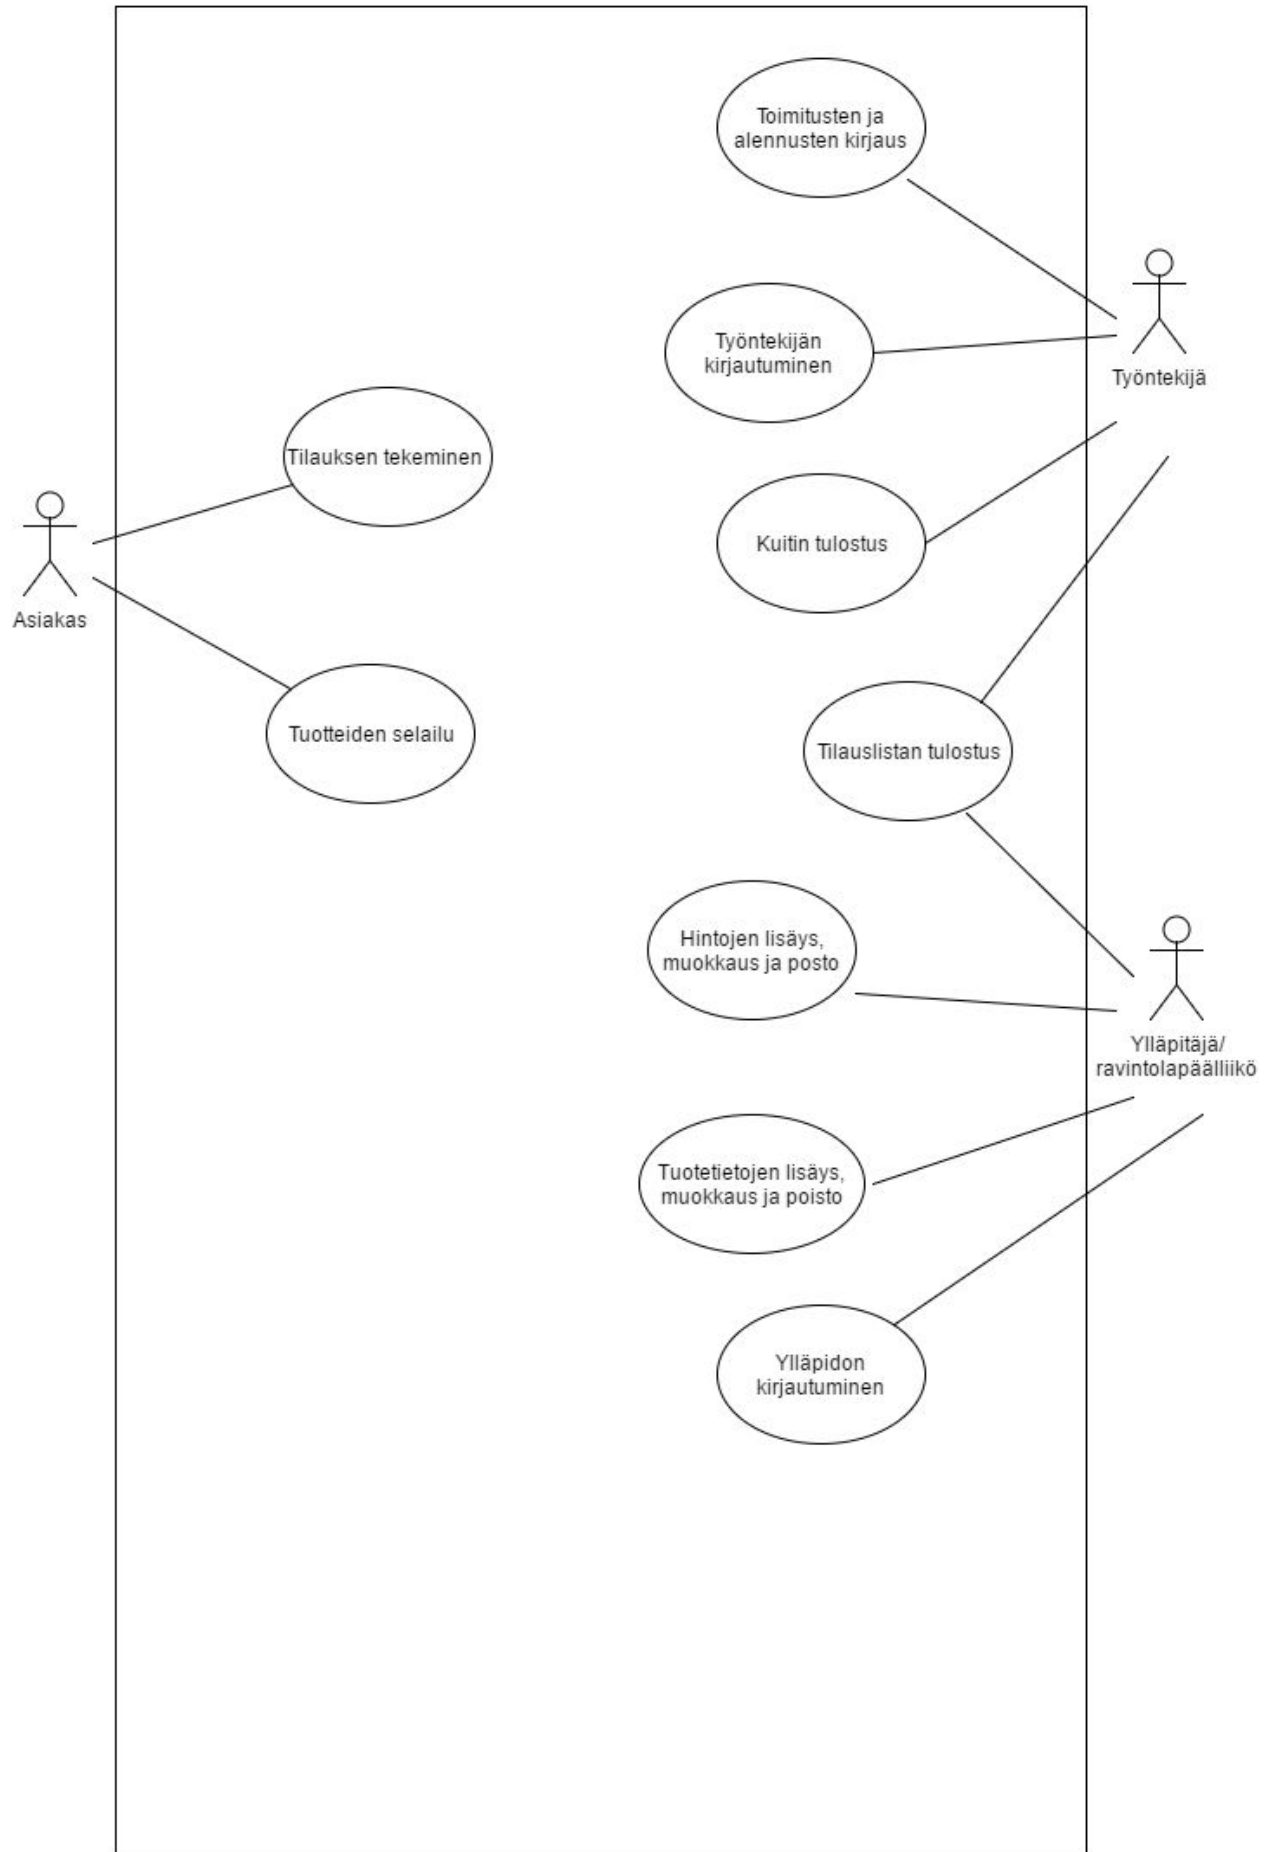 Toimitusten ja
alennusten kirjaus
Työntekijän
kirjautuminen
Työntekijä
Tilauksen tekeminen
Kuitin tulostus
Asiakas
Tuotteiden selailu
Tilauslistan tulostus
Hintojen lisäys,
muokkaus ja posto
Ylläpitäjä/
ravintolapäälliikö
Tuotetietojen lisäys,
muokkaus ja poisto
Ylläpidon
kirjautuminen